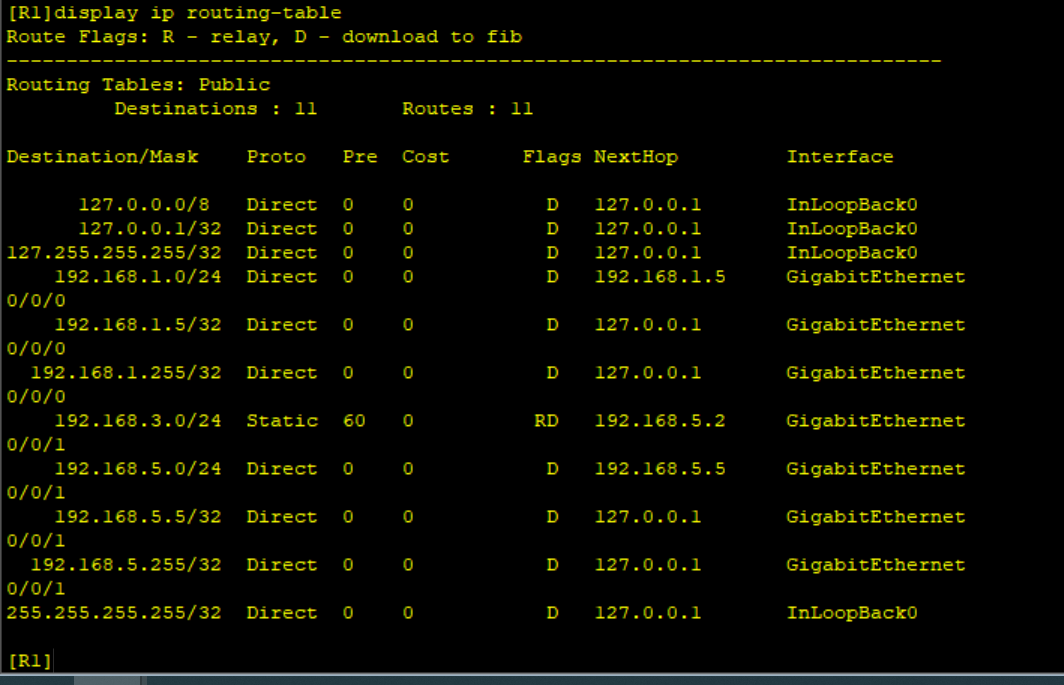 [R1]display ip routing-table
Route Flags: R - relay, D - download to fib
------------------------------------------------------------------------------
Routing Tables: Public
         Destinations : 11       Routes : 11

Destination/Mask    Proto   Pre  Cost      Flags NextHop         Interface

      127.0.0.0/8   Direct  0    0           D   127.0.0.1       InLoopBack0
      127.0.0.1/32  Direct  0    0           D   127.0.0.1       InLoopBack0
127.255.255.255/32  Direct  0    0           D   127.0.0.1       InLoopBack0
    192.168.1.0/24  Direct  0    0           D   192.168.1.5     GigabitEthernet
0/0/0
    192.168.1.5/32  Direct  0    0           D   127.0.0.1       GigabitEthernet
0/0/0
  192.168.1.255/32  Direct  0    0           D   127.0.0.1       GigabitEthernet
0/0/0
    192.168.3.0/24  Static  60   0          RD   192.168.5.2     GigabitEthernet
0/0/1
    192.168.5.0/24  Direct  0    0           D   192.168.5.5     GigabitEthernet
0/0/1
    192.168.5.5/32  Direct  0    0           D   127.0.0.1       GigabitEthernet
0/0/1
  192.168.5.255/32  Direct  0    0           D   127.0.0.1       GigabitEthernet
0/0/1
255.255.255.255/32  Direct  0    0           D   127.0.0.1       InLoopBack0

[R1]